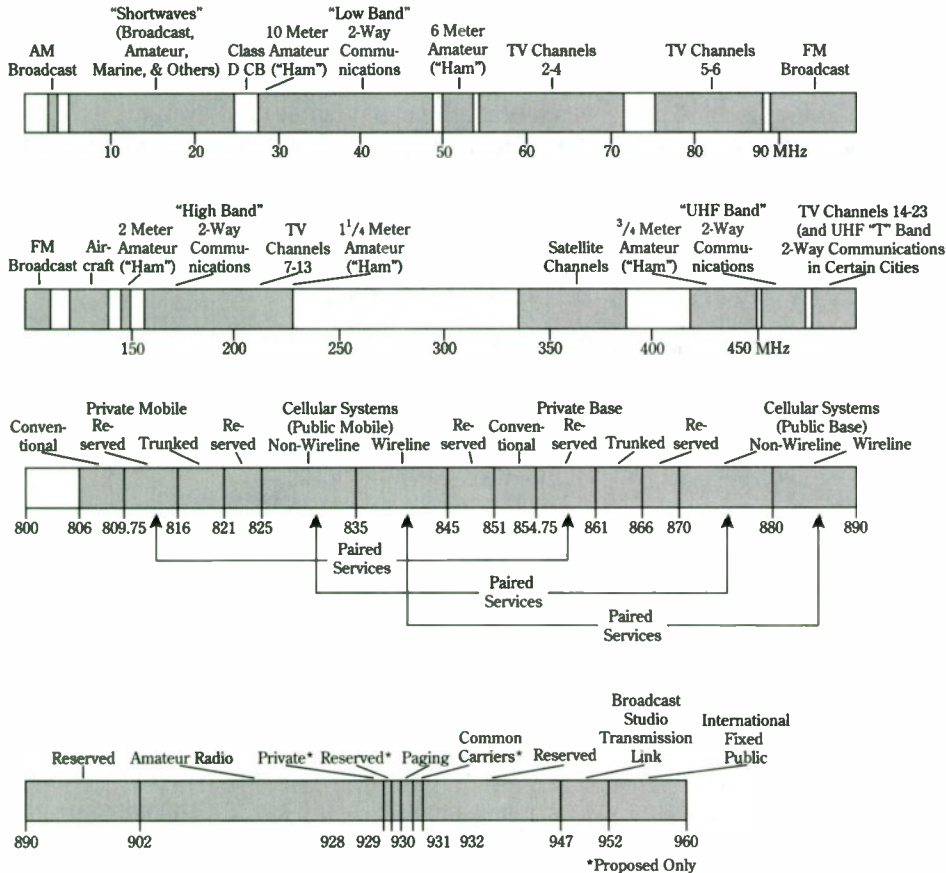 "Shortwaves" "Low Band"
(Broadcast, 10 Meter 2-Way 6 Meter
AM Amateur, Class Amateur Commu- Amateur TV Channels TV Channels FM
Broadcast Marine, & Others) D CB ("Ham") nications ("Ham") 2-4 5-6 Broadcast
10 20 30 40 50 60 70 80 90 MHz
"High Band" "UHF Band" TV Channels 14-23
2 Meter 2-Way TV 1 1/4 Meter 3/4 Meter 2-Way (and UHF "T" Band
FM Air- Amateur Commu- Channels Amateur Satellite Amateur Commu- 2-Way Communications
Broadcast craft ("Ham") nications 7-13 ("Ham") Channels ("Ham") nications in Certain Cities
150 200 250 300 350 400 450 MHz
Private Mobile Cellular Systems Private Base Cellular Systems
Conven- Re- Re- (Public Mobile) Re- Conven- Re- Re- (Public Base)
tional served Trunked served Non-Wireline Wireline served tional served Trunked served Non-Wireline Wireline
800 806 809.75 816 821 825 835 845 851 854.75 861 866 870 880 890
Paired
Services
Paired
Services
Paired
Services
Broadcast
Studio International
Common Transmission Fixed
Reserved Amateur Radio Private* Reserved* Paging Carriers* Reserved Link Public
890 902 928 929 930 931 932 947 952 960
*Proposed Only